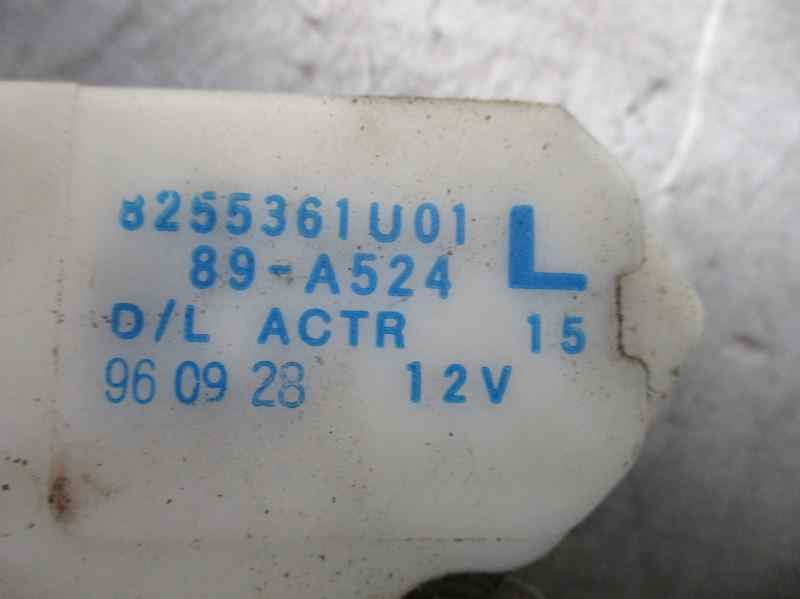 8255361U01
89-A524 L
D/L ACTR 15
96 09 28 12V